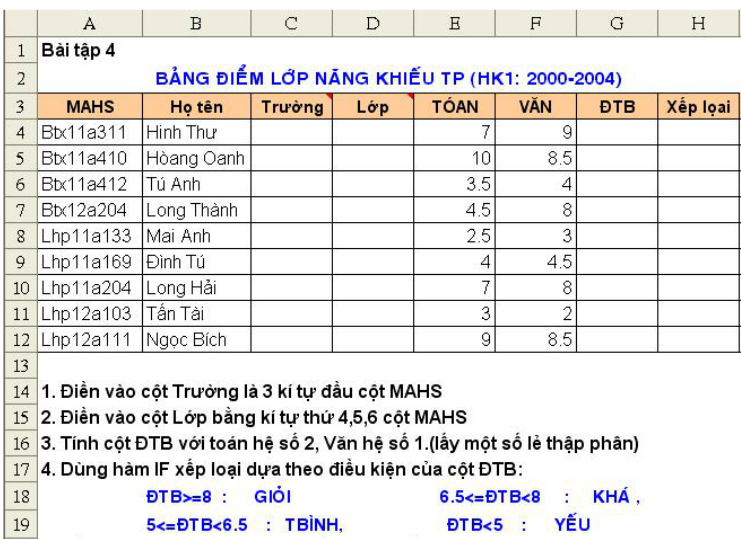 A B C D E F G H
1 Bài tập 4
2 BẢNG ĐIỂM LỚP NĂNG KHIẾU TP (HK1: 2000-2004)
3 MAHS Họ tên Trường Lớp TÓAN VĂN ĐTB Xếp lọai
4 Btx11a311 Hinh Thư 7 9
5 Btx11a410 Hòang Oanh 10 8.5
6 Btx11a412 Tú Anh 3.5 4
7 Btx12a204 Long Thành 4.5 8
8 Lhp11a133 Mai Anh 2.5 3
9 Lhp11a169 Đình Tú 4 4.5
10 Lhp11a204 Long Hải 7 8
11 Lhp12a103 Tấn Tài 3 2
12 Lhp12a111 Ngọc Bích 9 8.5
13
14 1. Điền vào cột Trường là 3 kí tự đầu cột MAHS
15 2. Điền vào cột Lớp bằng kí tự thứ 4,5,6 cột MAHS
16 3. Tính cột ĐTB với toán hệ số 2, Văn hệ số 1.(lấy một số lẻ thập phân)
17 4. Dùng hàm IF xếp loại dựa theo điều kiện của cột ĐTB:
18 ĐTB>=8 : GIỎI 6.5<=ĐTB<8 : KHÁ ,
19 5<=ĐTB<6.5 : TBÌNH, ĐTB<5 : YẾU